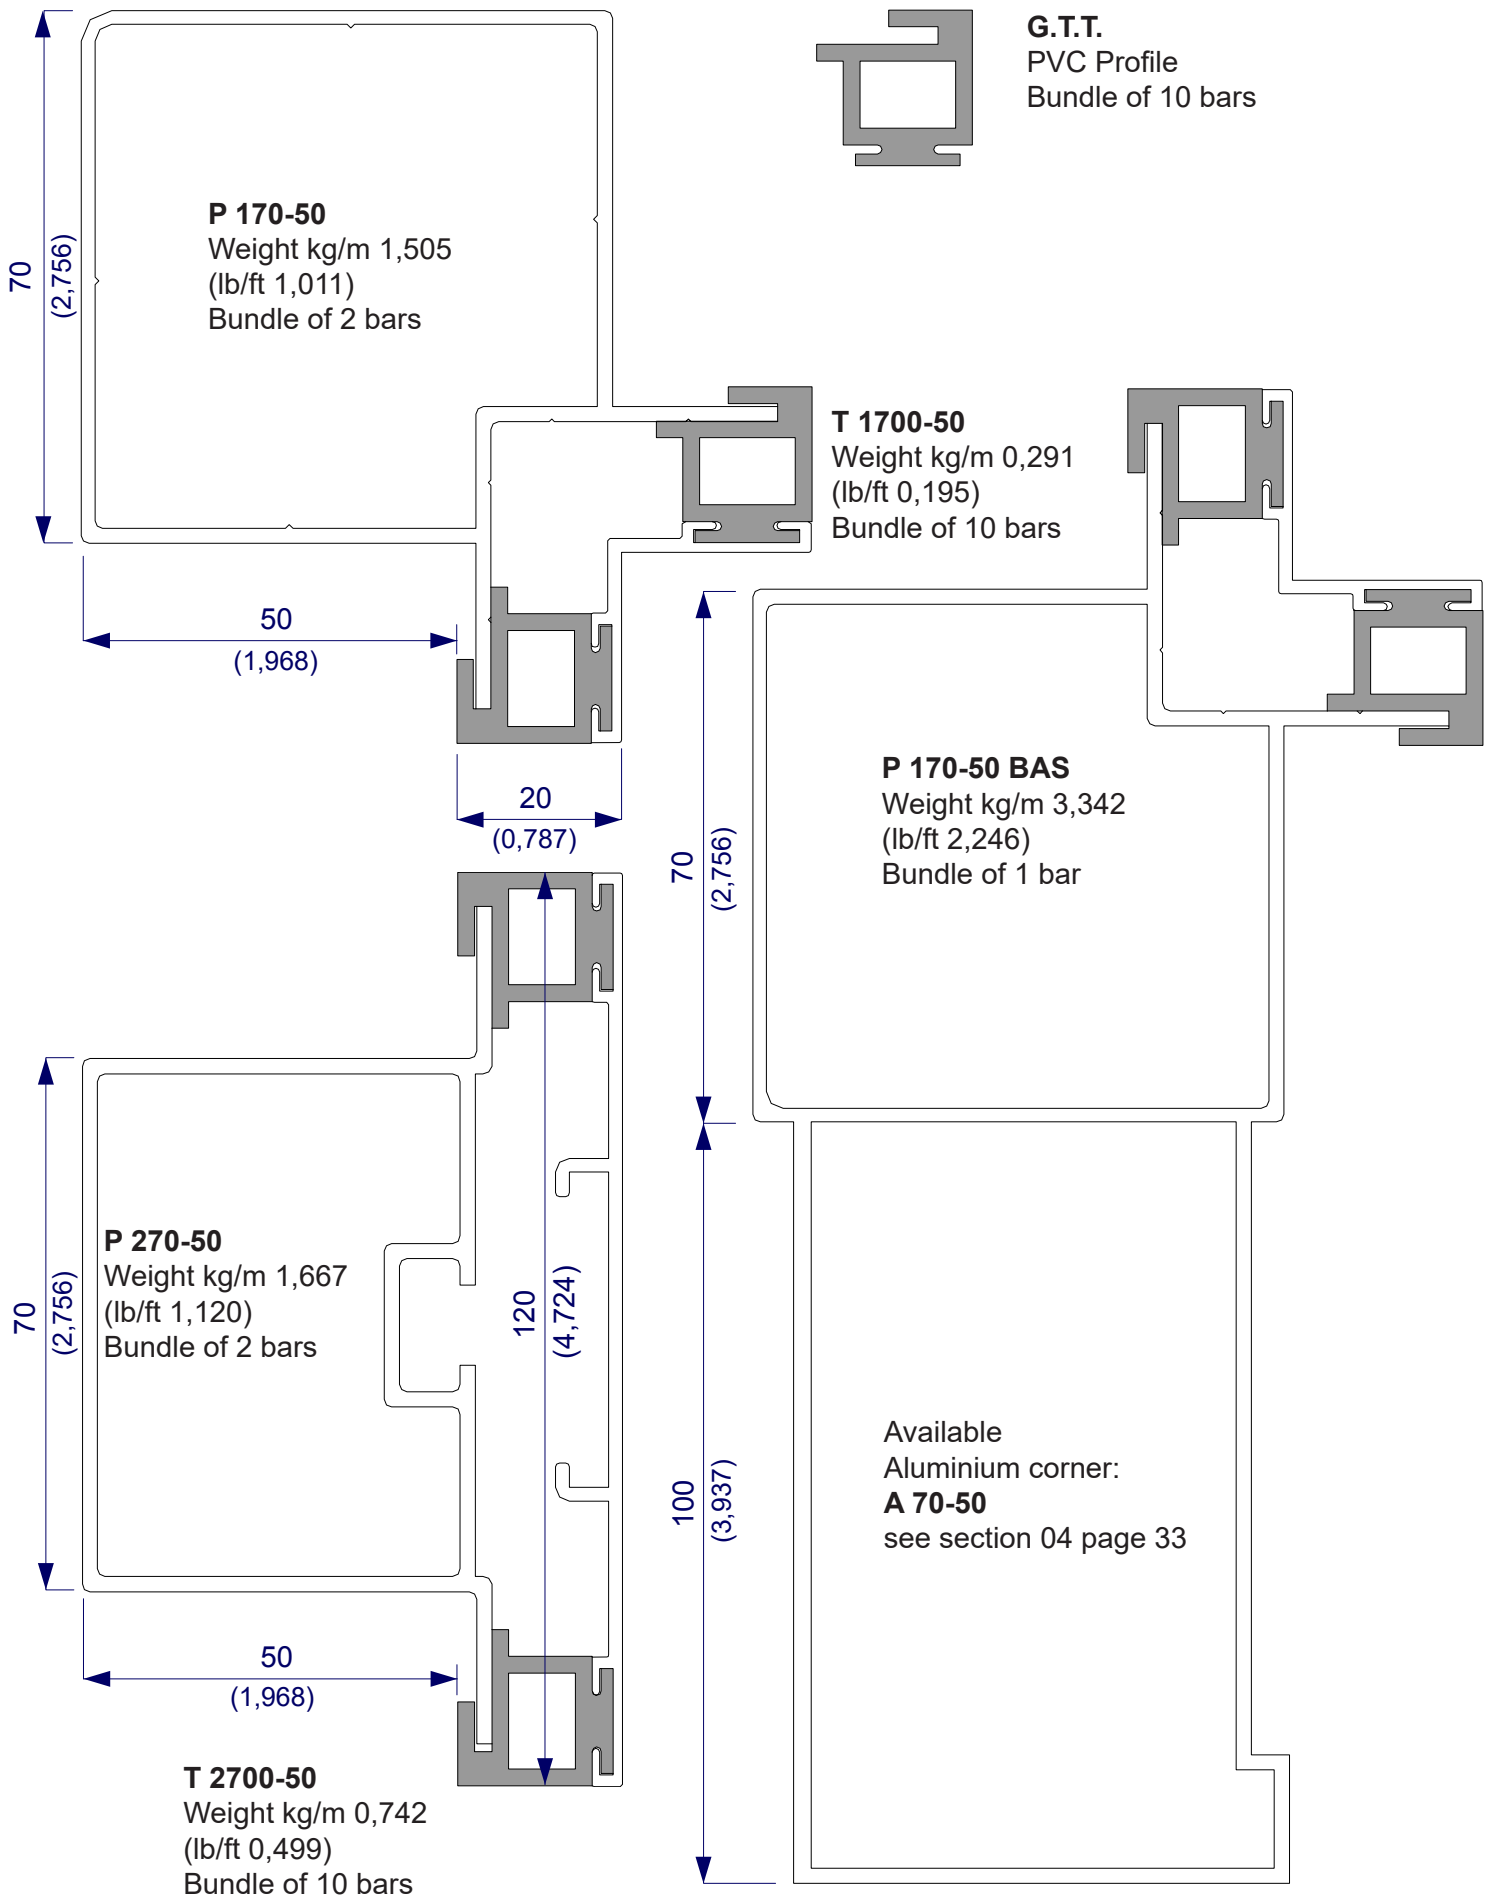 G.T.T.
PVC Profile
Bundle of 10 bars
P 170-50
Weight kg/m 1,505
(lb/ft 1,011)
Bundle of 2 bars
70
(2,756)
50
(1,968)
T 1700-50
Weight kg/m 0,291
(lb/ft 0,195)
Bundle of 10 bars
20
(0,787)
P 170-50 BAS
Weight kg/m 3,342
(lb/ft 2,246)
Bundle of 1 bar
70
(2,756)
P 270-50
Weight kg/m 1,667
(lb/ft 1,120)
Bundle of 2 bars
70
(2,756)
120
(4,724)
100
(3,937)
Available
Aluminium corner:
A 70-50
see section 04 page 33
50
(1,968)
T 2700-50
Weight kg/m 0,742
(lb/ft 0,499)
Bundle of 10 bars